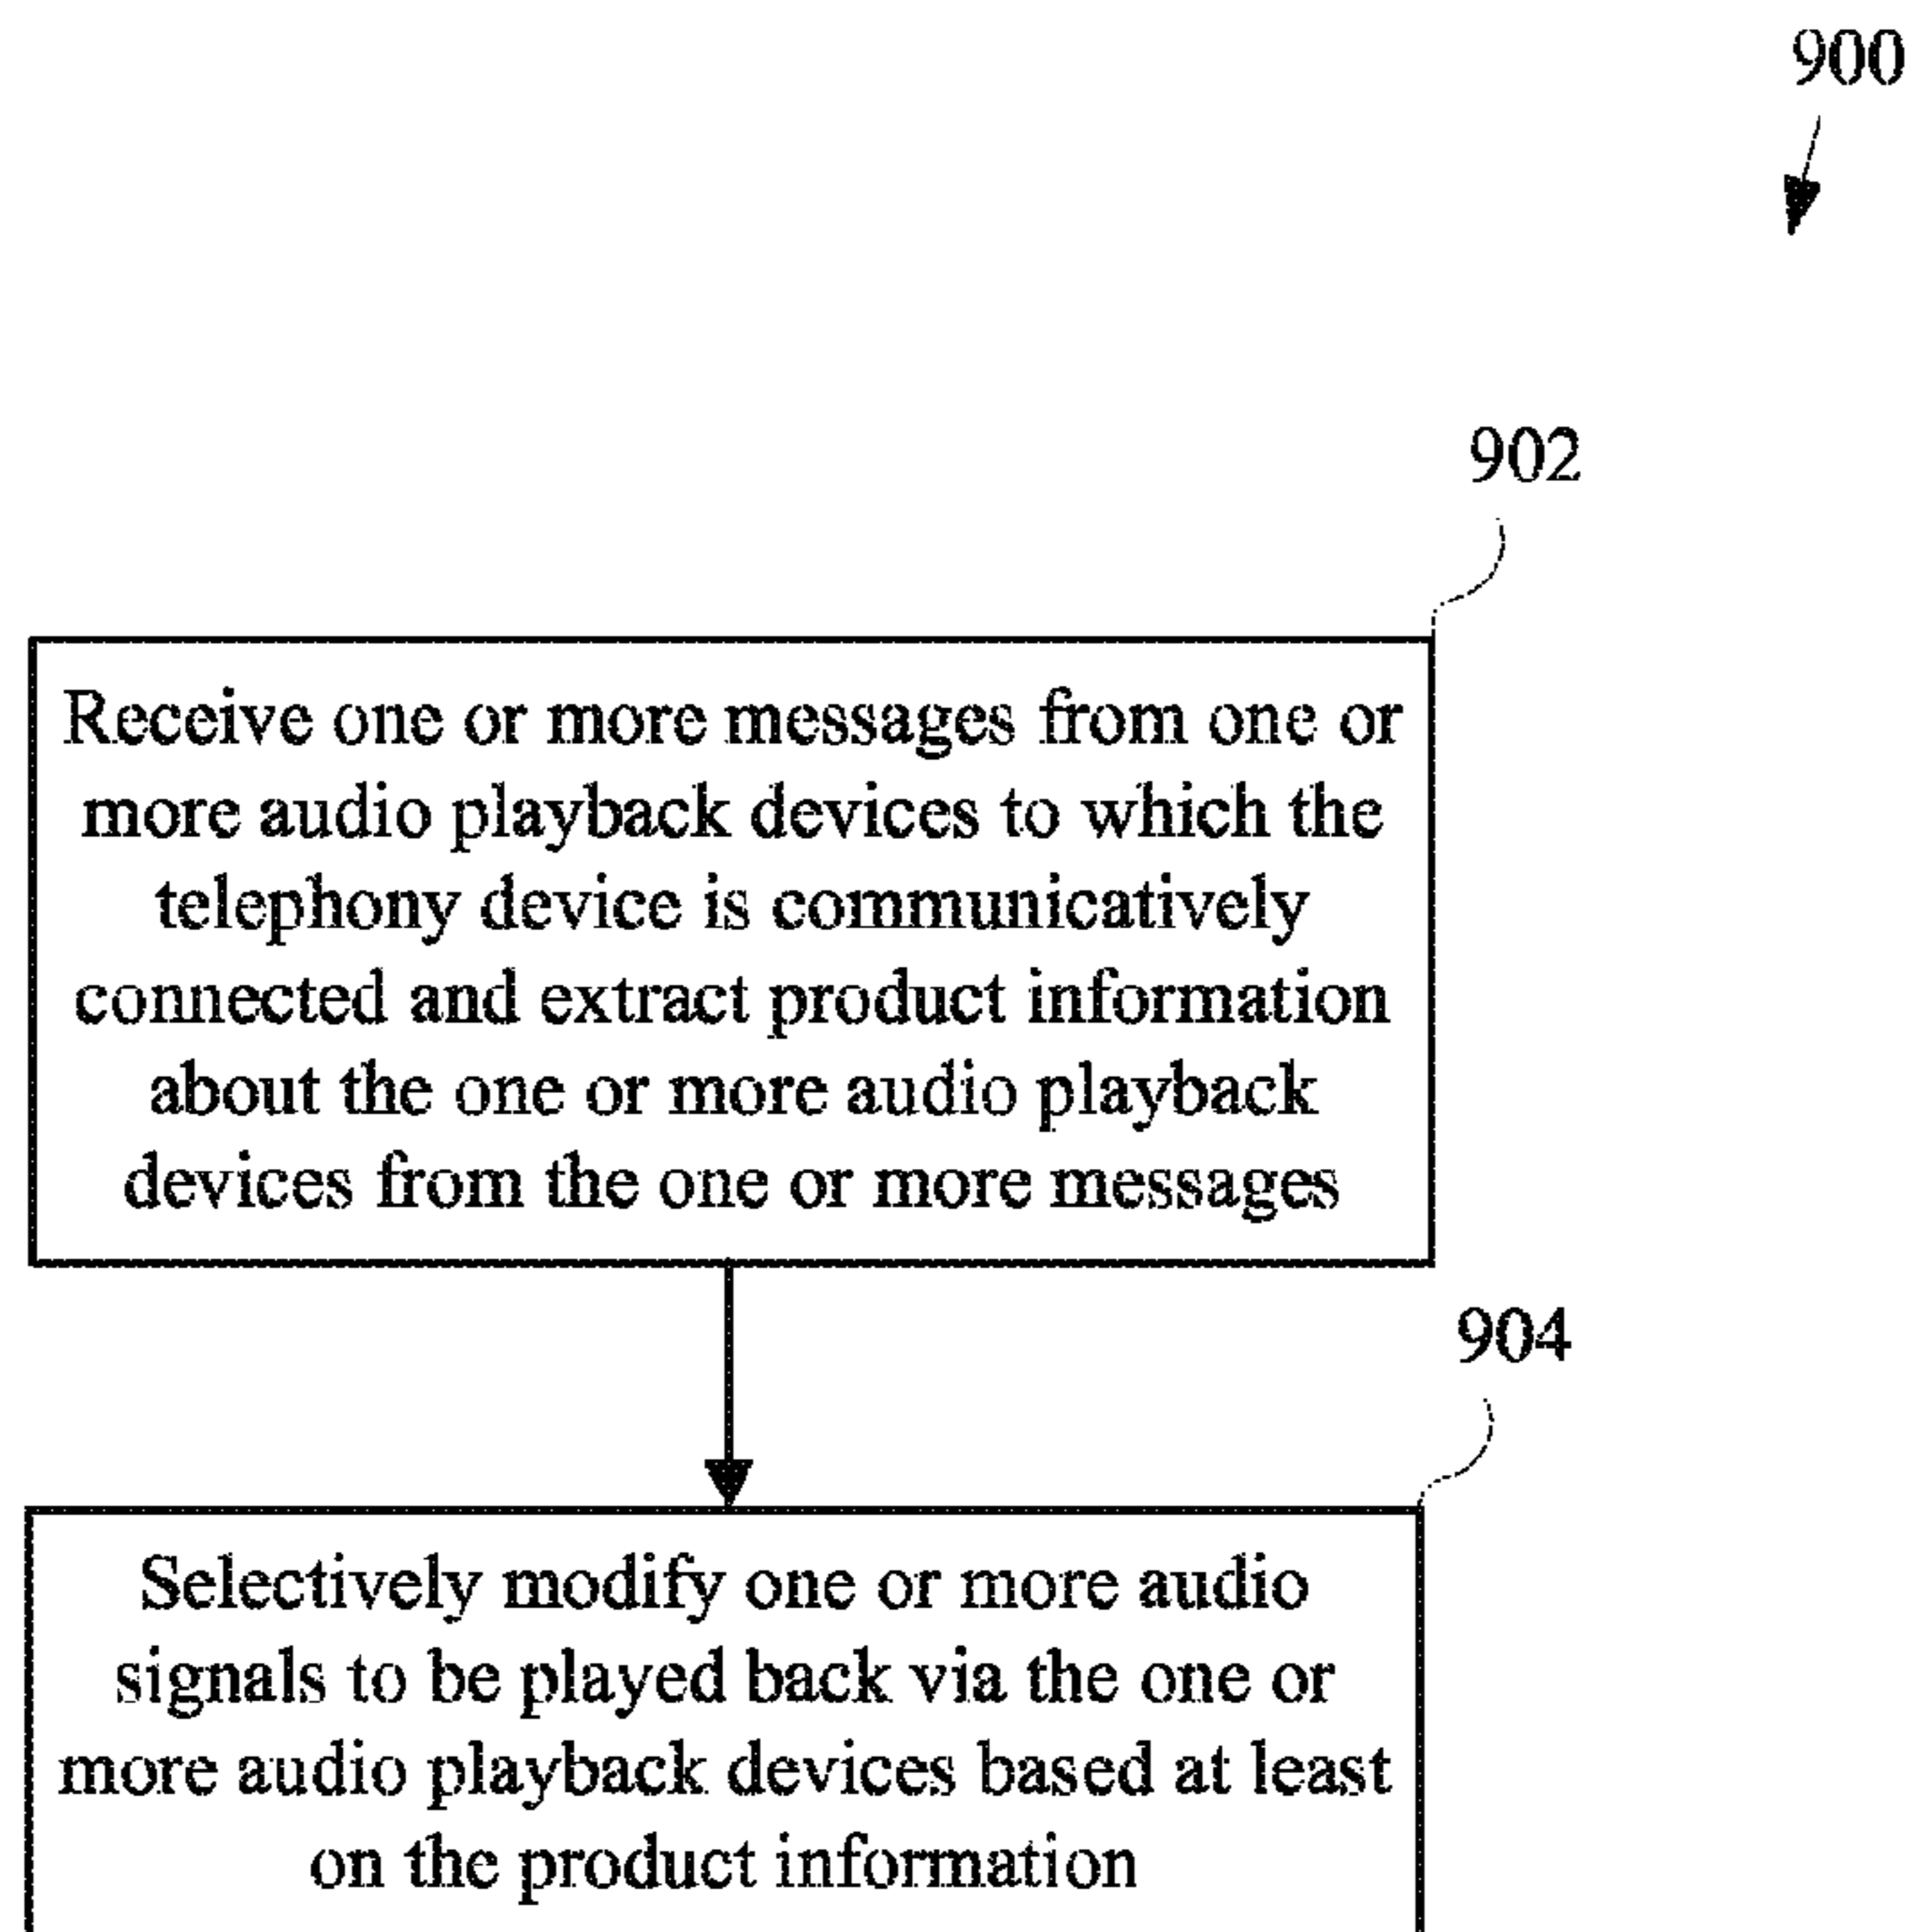 900
902
Receive one or more messages from one or
more audio playback devices to which the
telephony device is communicatively
connected and extract product information
about the one or more audio playback
devices from the one or more messages
904
Selectively modify one or more audio
signals to be played back via the one or
more audio playback devices based at least
on the product information